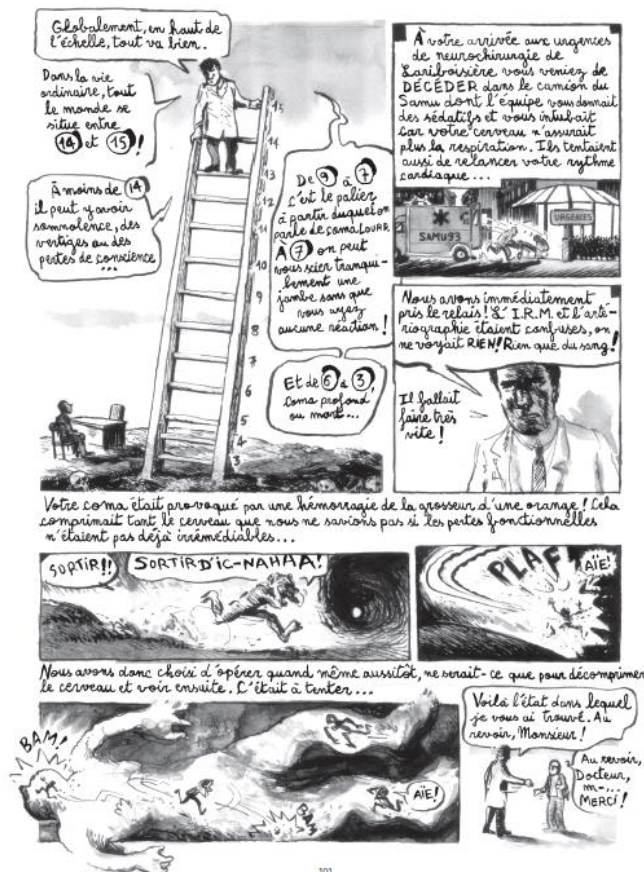 Globalement, en haut de
l'échelle, tout va bien.
Dans la vie
ordinaire, tout
le monde se
situe entre
14 et 15 !
À moins de 14
il peut y avoir
somnolence, des
vertiges ou des
pertes de conscience
...
15
14
13
12
11
10
9
8
7
6
5
4
3
De 9 à 7
c'est le palier
à partir duquel on
parle de coma LOURD.
À 7 on peut
vous scier tranqui-
lement une
jambe sans que
vous ayez
aucune réaction !
Et de 6 à 3,
coma profond
ou mort...
À votre arrivée aux urgences
de neurochirurgie de
Lariboisière vous veniez de
DÉCÉDER dans le camion du
Samu dont l'équipe vous donnait
des sédatifs et vous intubait
car votre cerveau n'assurait
plus la respiration. Ils tentaient
aussi de relancer votre rythme
cardiaque...
SAMU93
URGENCES
Nous avons immédiatement
pris le relais ! L'I.R.M. et l'arté-
riographie étaient confuses, on
ne voyait RIEN ! Rien que du sang !
Il fallait
faire très
vite !
Votre coma était provoqué par une hémorragie de la grosseur d'une orange ! Cela
comprimait tant le cerveau que nous ne savions pas si les pertes fonctionnelles
n'étaient pas déjà irrémédiables...
SORTIR!!
SORTIR D'IC-NAHAA!
PLAF!
AÏE!
Nous avons donc choisi d'opérer quand même aussitôt, ne serait-ce que pour décomprimer
le cerveau et voir ensuite. C'était à tenter...
BAM!
BAM
AÏE!
Voilà l'état dans lequel
je vous ai trouvé. Au
revoir, Monsieur !
Au revoir,
Docteur,
m-...
MERCI !
101